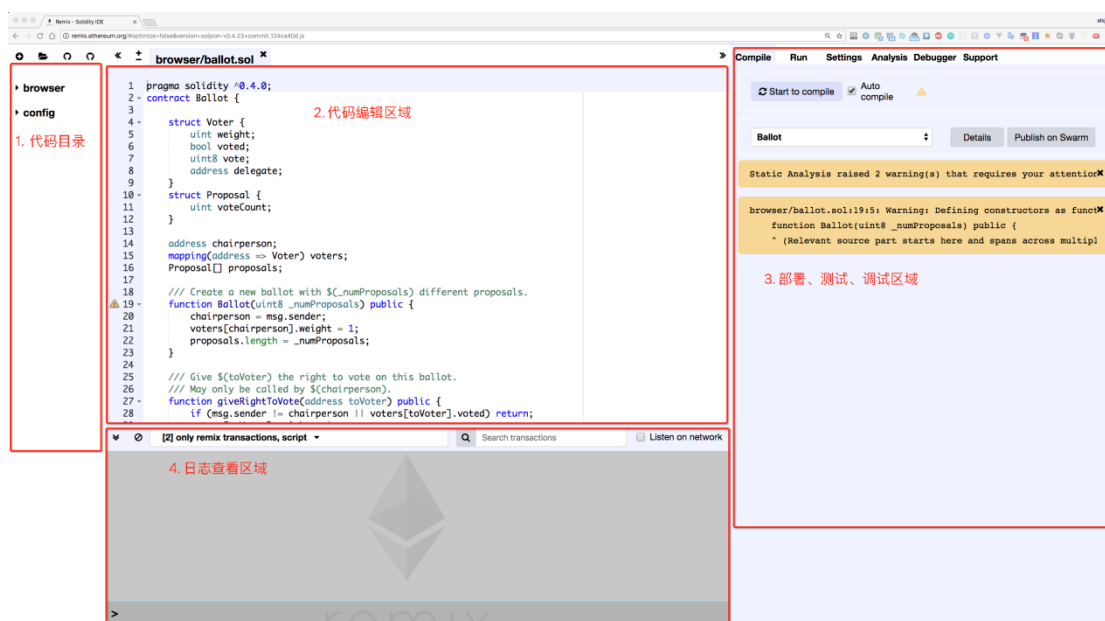 Remix - Solidity IDE
remix.ethereum.org/#optimize=false&version=soljson-v0.4.23+commit.124ca40d.js
browser
config
1. 代码目录
browser/ballot.sol
1 pragma solidity ^0.4.0;
2 contract Ballot {
3
2.代码编辑区域
4 struct Voter {
5 uint weight;
6 bool voted;
7 uint8 vote;
8 address delegate;
9 }
10 struct Proposal {
11 uint voteCount;
12 }
13
14 address chairperson;
15 mapping(address => Voter) voters;
16 Proposal[] proposals;
17
18 /// Create a new ballot with $(_numProposals) different proposals.
19 function Ballot(uint8 _numProposals) public {
20 chairperson = msg.sender;
21 voters[chairperson].weight = 1;
22 proposals.length = _numProposals;
23 }
24
25 /// Give $(toVoter) the right to vote on this ballot.
26 /// May only be called by $(chairperson).
27 function giveRightToVote(address toVoter) public {
28 if (msg.sender != chairperson || voters[toVoter].voted) return;
[2] only remix transactions, script
Search transactions
Listen on network
4. 日志查看区域
>
remix
Compile Run Settings Analysis Debugger Support
Start to compile
Auto
compile
Ballot
Details
Publish on Swarm
Static Analysis raised 2 warning(s) that requires your attention
browser/ballot.sol:19:5: Warning: Defining constructors as funct
function Ballot(uint8 _numProposals) public {
^ (Relevant source part starts here and spans across multipl
3. 部署、测试、调试区域